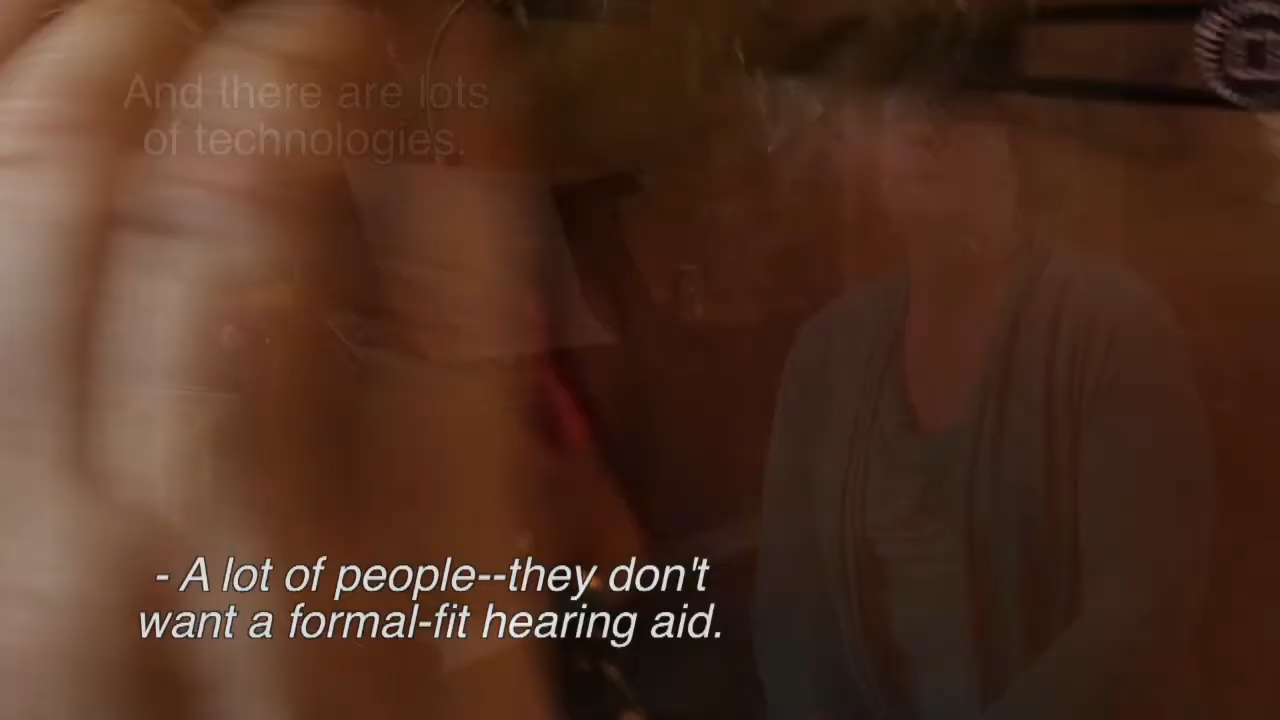 And there are lots
of technologies.
- A lot of people--they don't
want a formal-fit hearing aid.